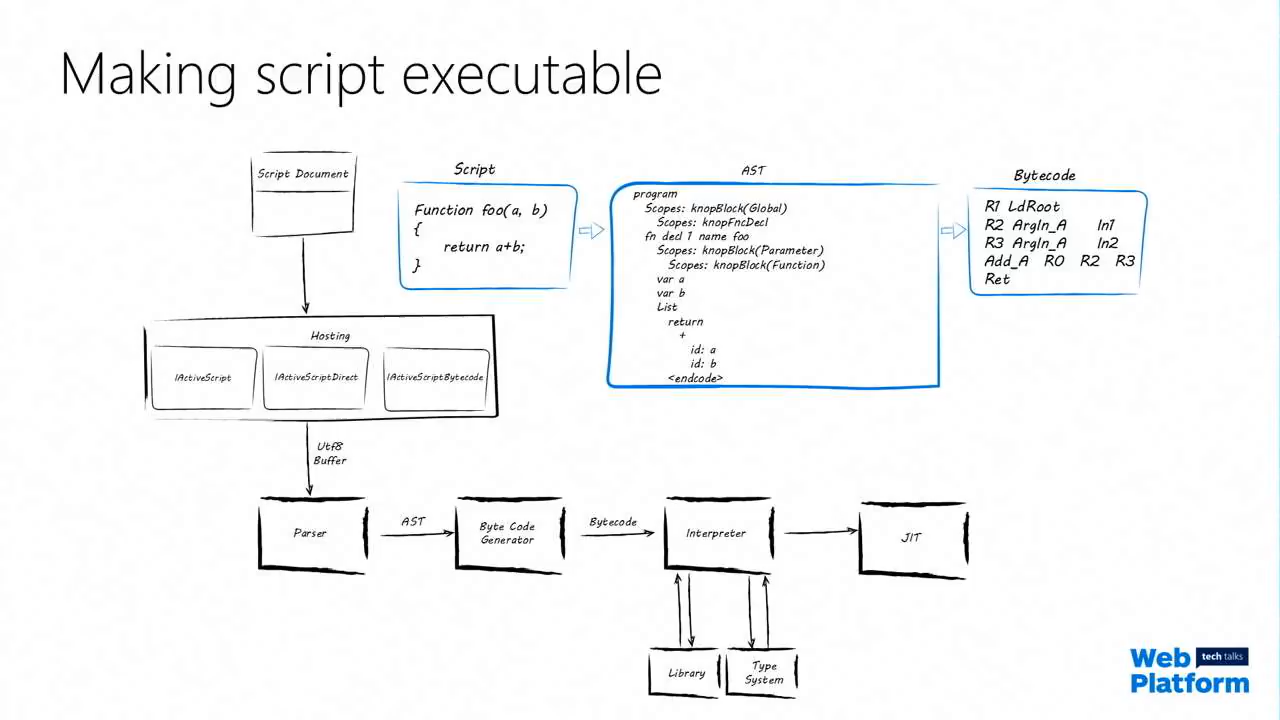 Making script executable
Script Document
Script
Function foo(a, b)
{
return a+b;
}
AST
program
Scopes: knopBlock(Global)
Scopes: knopFncDecl
fn decl 1 name foo
Scopes: knopBlock(Parameter)
Scopes: knopBlock(Function)
var a
var b
List
return
+
id: a
id: b
<endcode>
Bytecode
R1 LdRoot
R2 ArgIn_A In1
R3 ArgIn_A In2
Add_A R0 R2 R3
Ret
Hosting
IActiveScript
IActiveScriptDirect
IActiveScriptBytecode
Utf8
Buffer
Parser
AST
Byte Code
Generator
Bytecode
Interpreter
JIT
Library
Type
System
Web tech talks
Platform